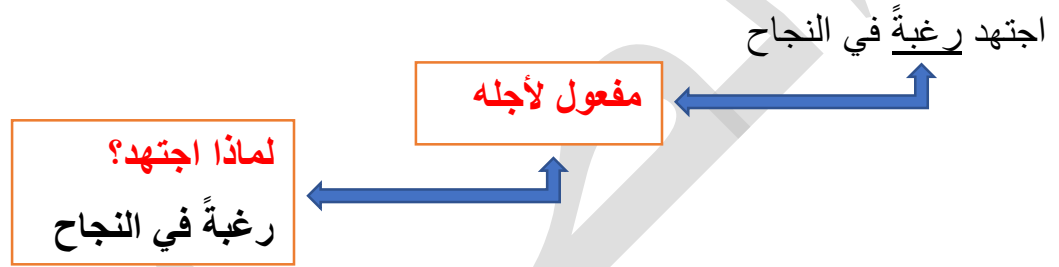 اجتهد رغبةً في النجاح
مفعول لأجله
لماذا اجتهد؟
رغبةً في النجاح